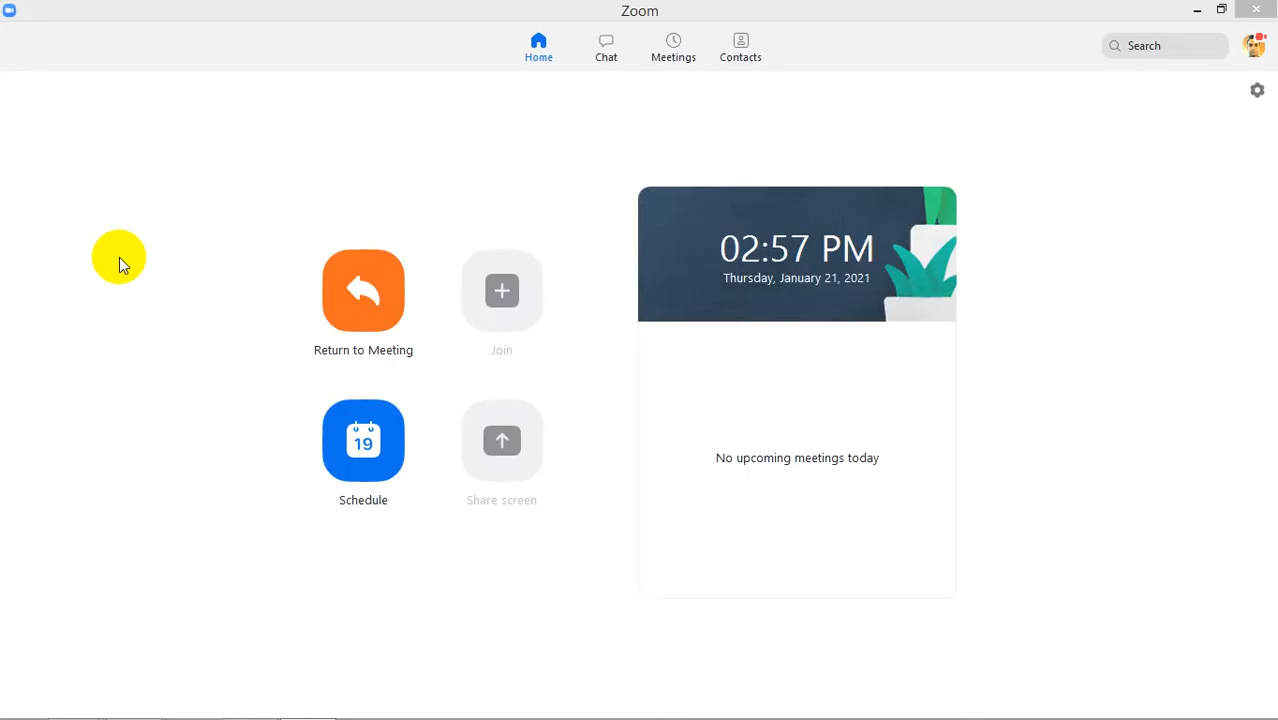 Zoom
Home
Chat
Meetings
Contacts
Search
Return to Meeting
Join
19
Schedule
Share screen
02:57 PM
Thursday, January 21, 2021
No upcoming meetings today